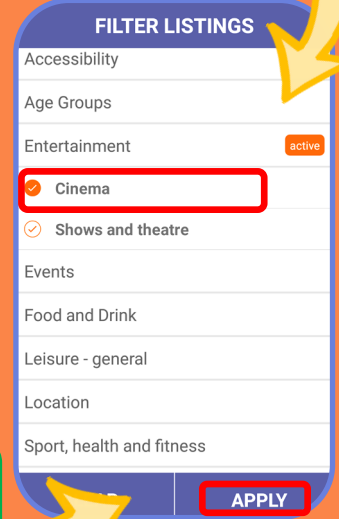 FILTER LISTINGS
Accessibility
Age Groups
Entertainment
active
Cinema
Shows and theatre
Events
Food and Drink
Leisure - general
Location
Sport, health and fitness
APPLY